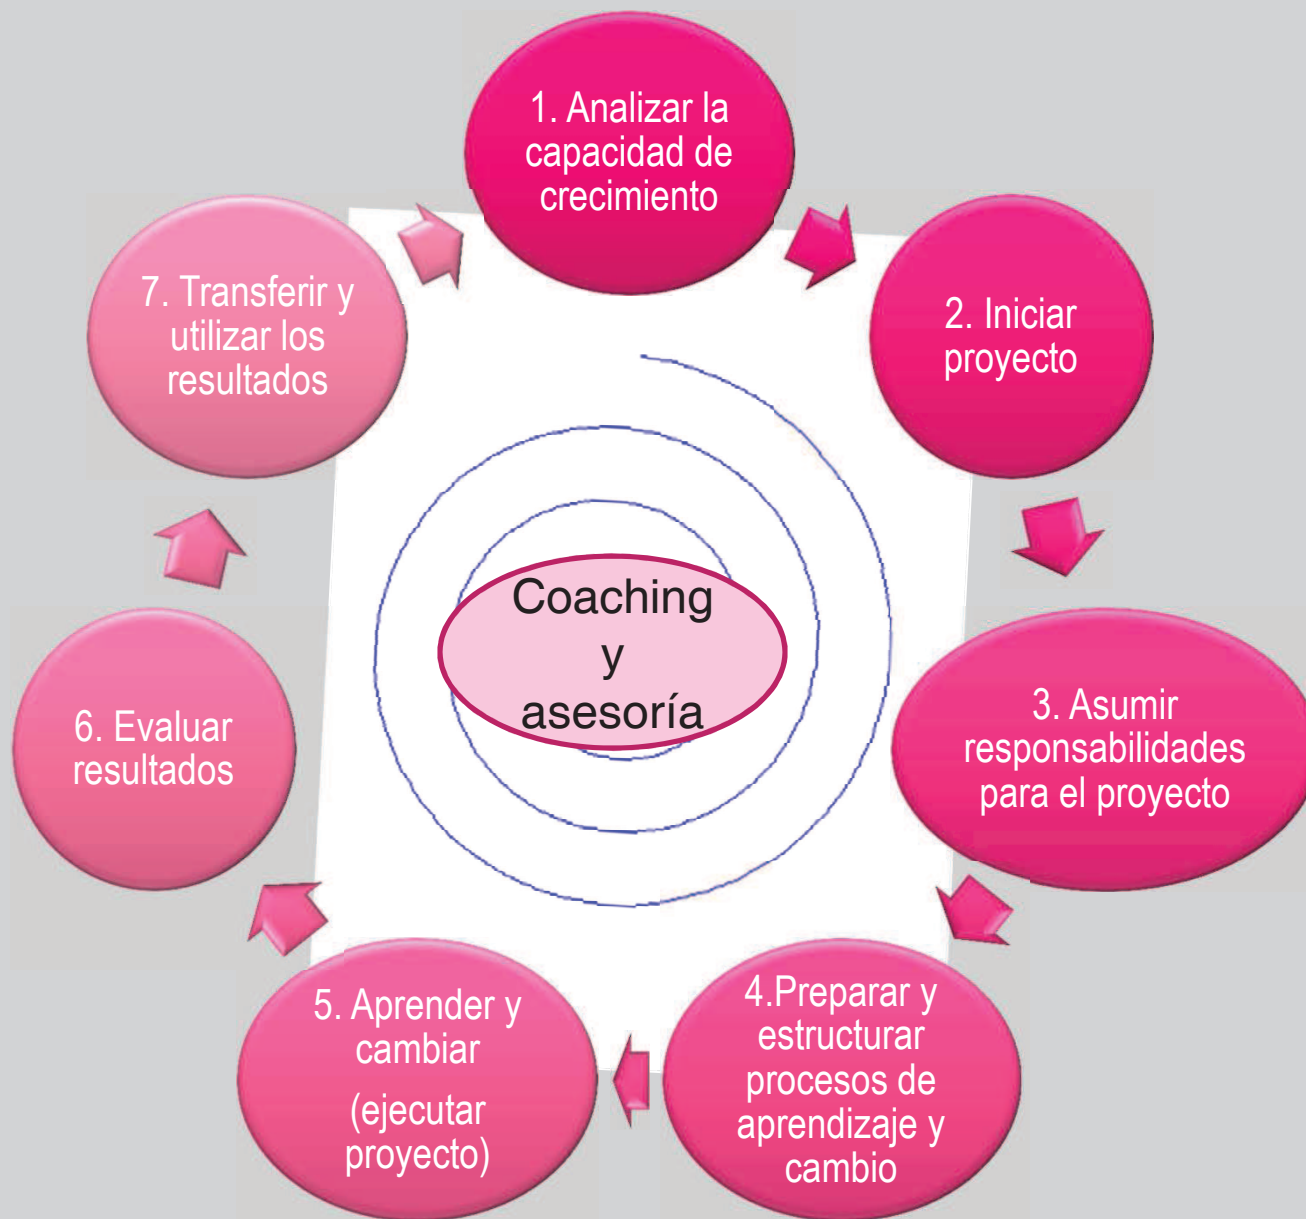 1. Analizar la
capacidad de
crecimiento
2. Iniciar
proyecto
3. Asumir
responsabilidades
para el proyecto
4.Preparar y
estructurar
procesos de
aprendizaje y
cambio
5. Aprender y
cambiar
(ejecutar
proyecto)
6. Evaluar
resultados
7. Transferir y
utilizar los
resultados
Coaching
y
asesoría